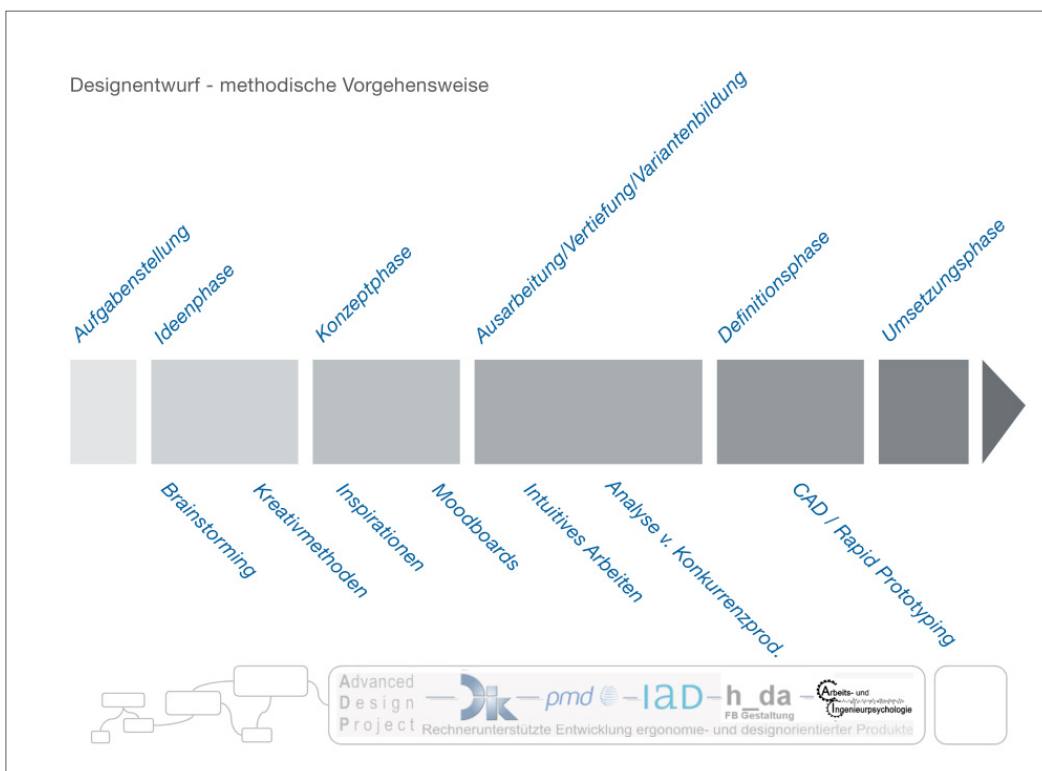 Designentwurf - methodische Vorgehensweise
Aufgabenstellung
Ideenphase
Konzeptphase
Ausarbeitung/Vertiefung/Variantenbildung
Definitionsphase
Umsetzungsphase
Brainstorming
Kreativmethoden
Inspirationen
Moodboards
Intuitives Arbeiten
Analyse v. Konkurrenzprod.
CAD / Rapid Prototyping
Advanced
Design
Project
Dik
pmd
IAD
h_da
FB Gestaltung
Arbeits- und
Ingenieurpsychologie
Rechnerunterstützte Entwicklung ergonomie- und designorientierter Produkte